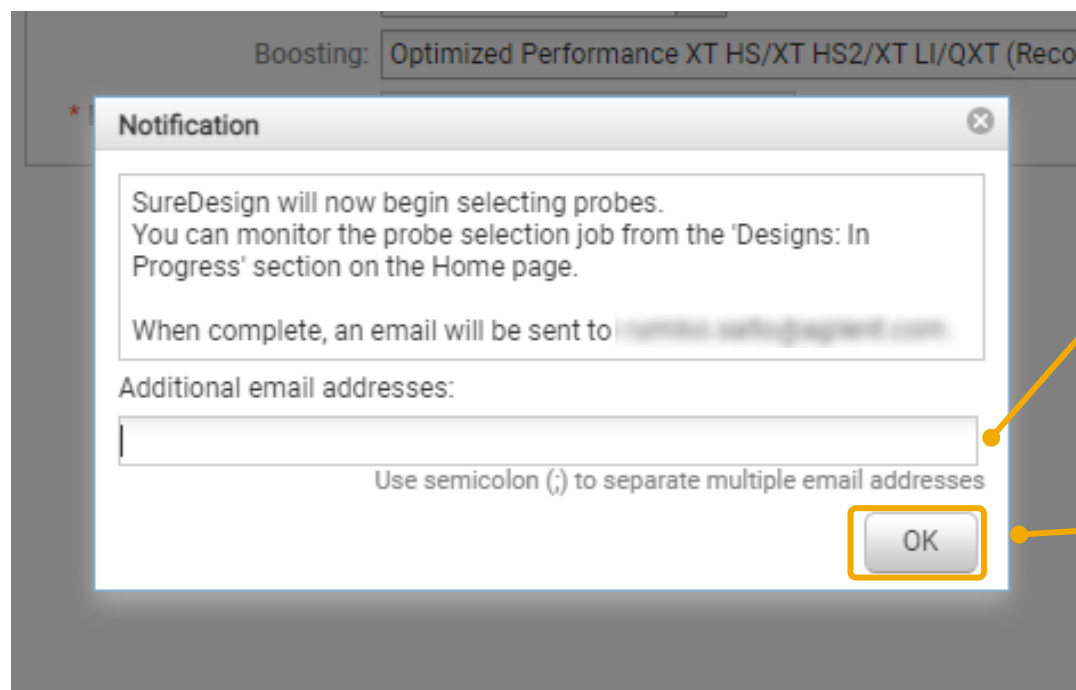 Boosting: Optimized Performance XT HS/XT HS2/XT LI/QXT (Reco
*
Notification
SureDesign will now begin selecting probes.
You can monitor the probe selection job from the 'Designs: In
Progress' section on the Home page.
When complete, an email will be sent to
Additional email addresses:
Use semicolon (;) to separate multiple email addresses
OK